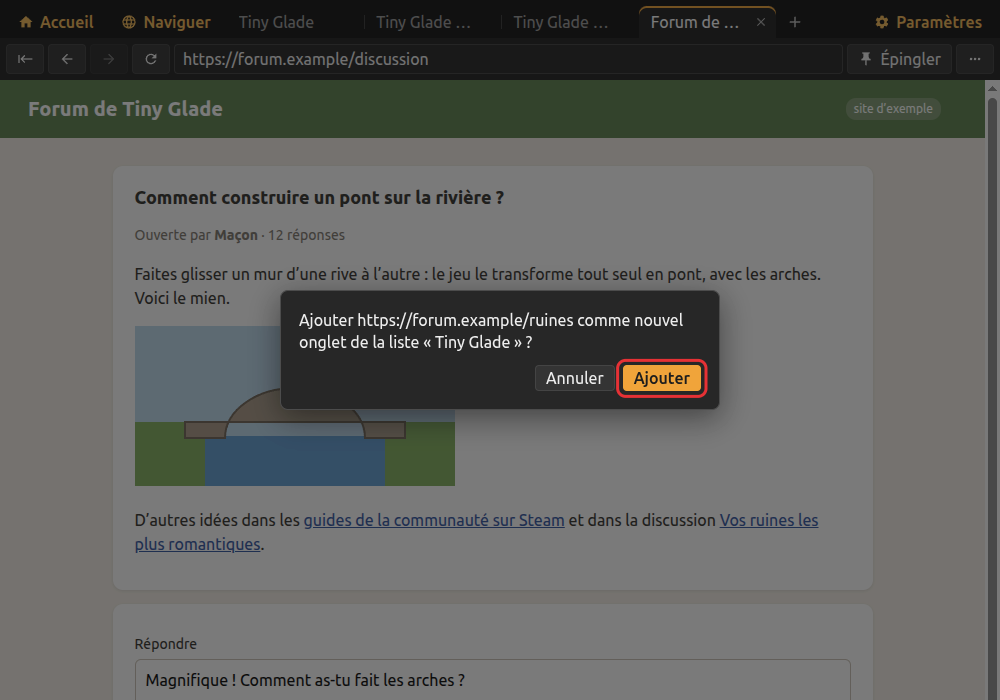 Accueil
Naviguer
Tiny Glade
Tiny Glade ...
Tiny Glade ...
Forum de ...
Paramètres
https://forum.example/discussion
Épingler
Forum de Tiny Glade
site d'exemple
Comment construire un pont sur la rivière ?
Ouverte par Maçon · 12 réponses
Faites glisser un mur d'une rive à l'autre : le jeu le transforme tout seul en pont, avec les arches.
Voici le mien.
Ajouter https://forum.example/ruines comme nouvel
onglet de la liste « Tiny Glade » ?
Annuler
Ajouter
D'autres idées dans les guides de la communauté sur Steam et dans la discussion Vos ruines les
plus romantiques.
Répondre
Magnifique ! Comment as-tu fait les arches ?